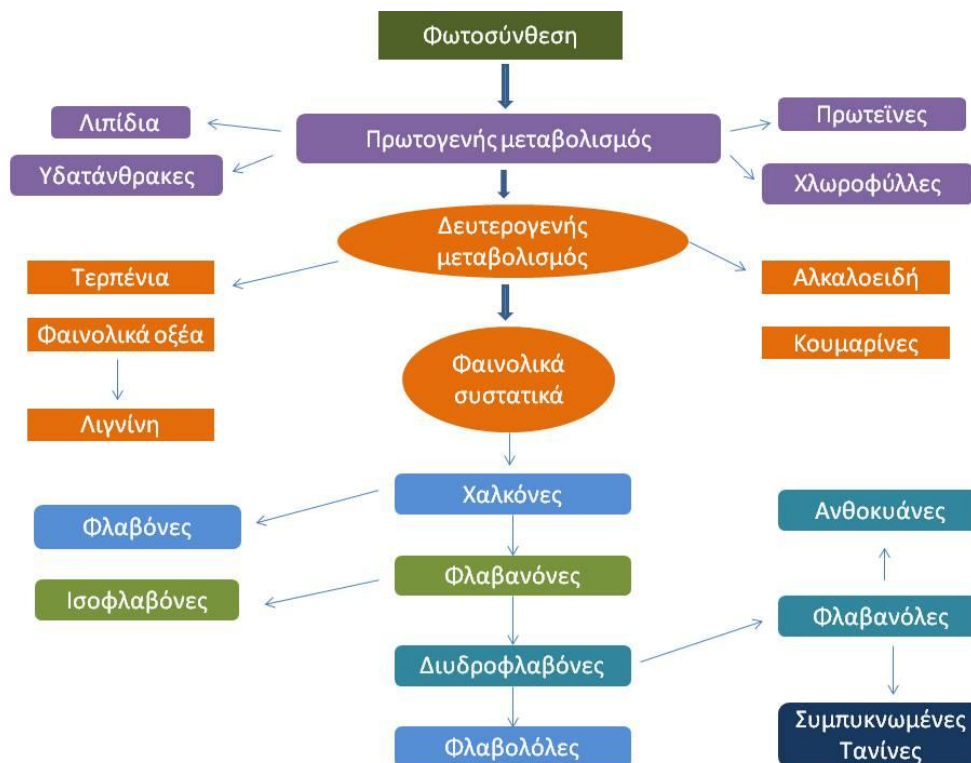 Φωτοσύνθεση
Λιπίδια
Πρωτογενής μεταβολισμός
Πρωτεΐνες
Υδατάνθρακες
Χλωροφύλλες
Δευτερογενής
μεταβολισμός
Τερπένια
Αλκαλοειδή
Φαινολικά οξέα
Κουμαρίνες
Φαινολικά
συστατικά
Λιγνίνη
Χαλκόνες
Φλαβόνες
Ανθοκυάνες
Φλαβανόνες
Ισοφλαβόνες
Φλαβανόλες
Διυδροφλαβόνες
Συμπυκνωμένες
Τανίνες
Φλαβολόλες